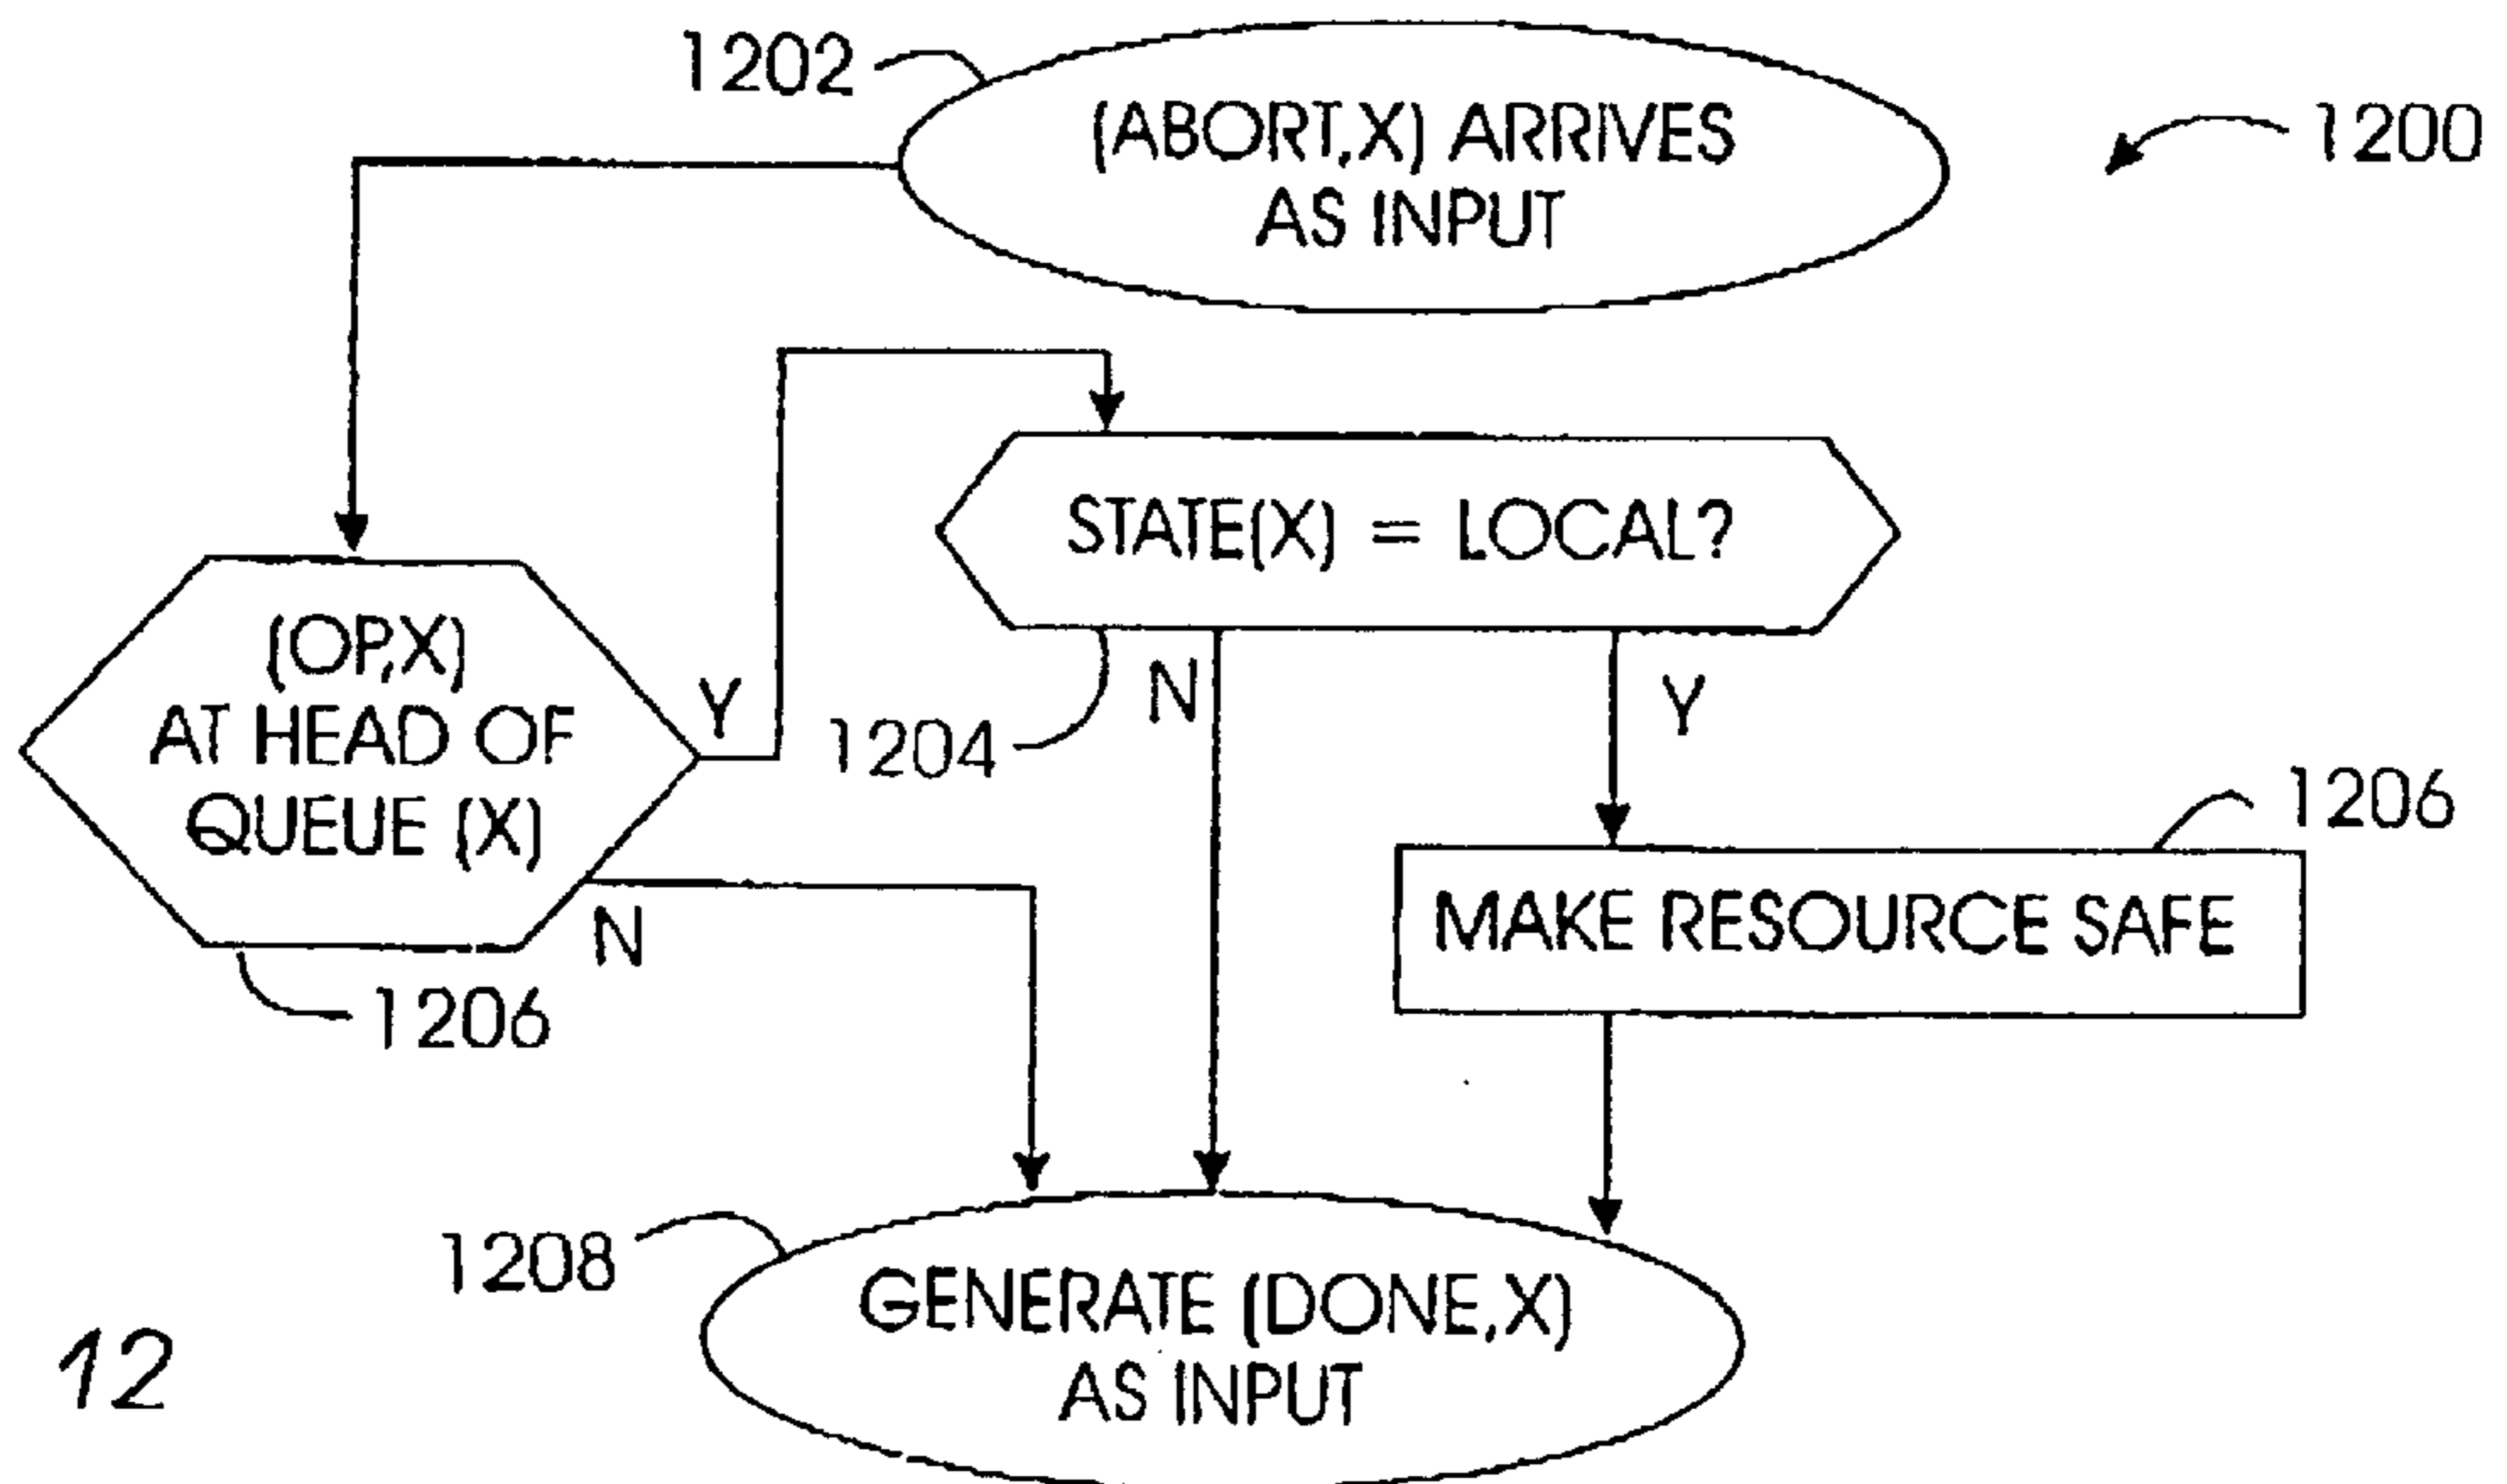 1202
(ABORT,X) ARRIVES
AS INPUT
1200
STATE(X) = LOCAL?
(OP,X)
AT HEAD OF
QUEUE (X)
Y
N
1206
1204
N
Y
1206
MAKE RESOURCE SAFE
1208
GENERATE (DONE,X)
AS INPUT
12